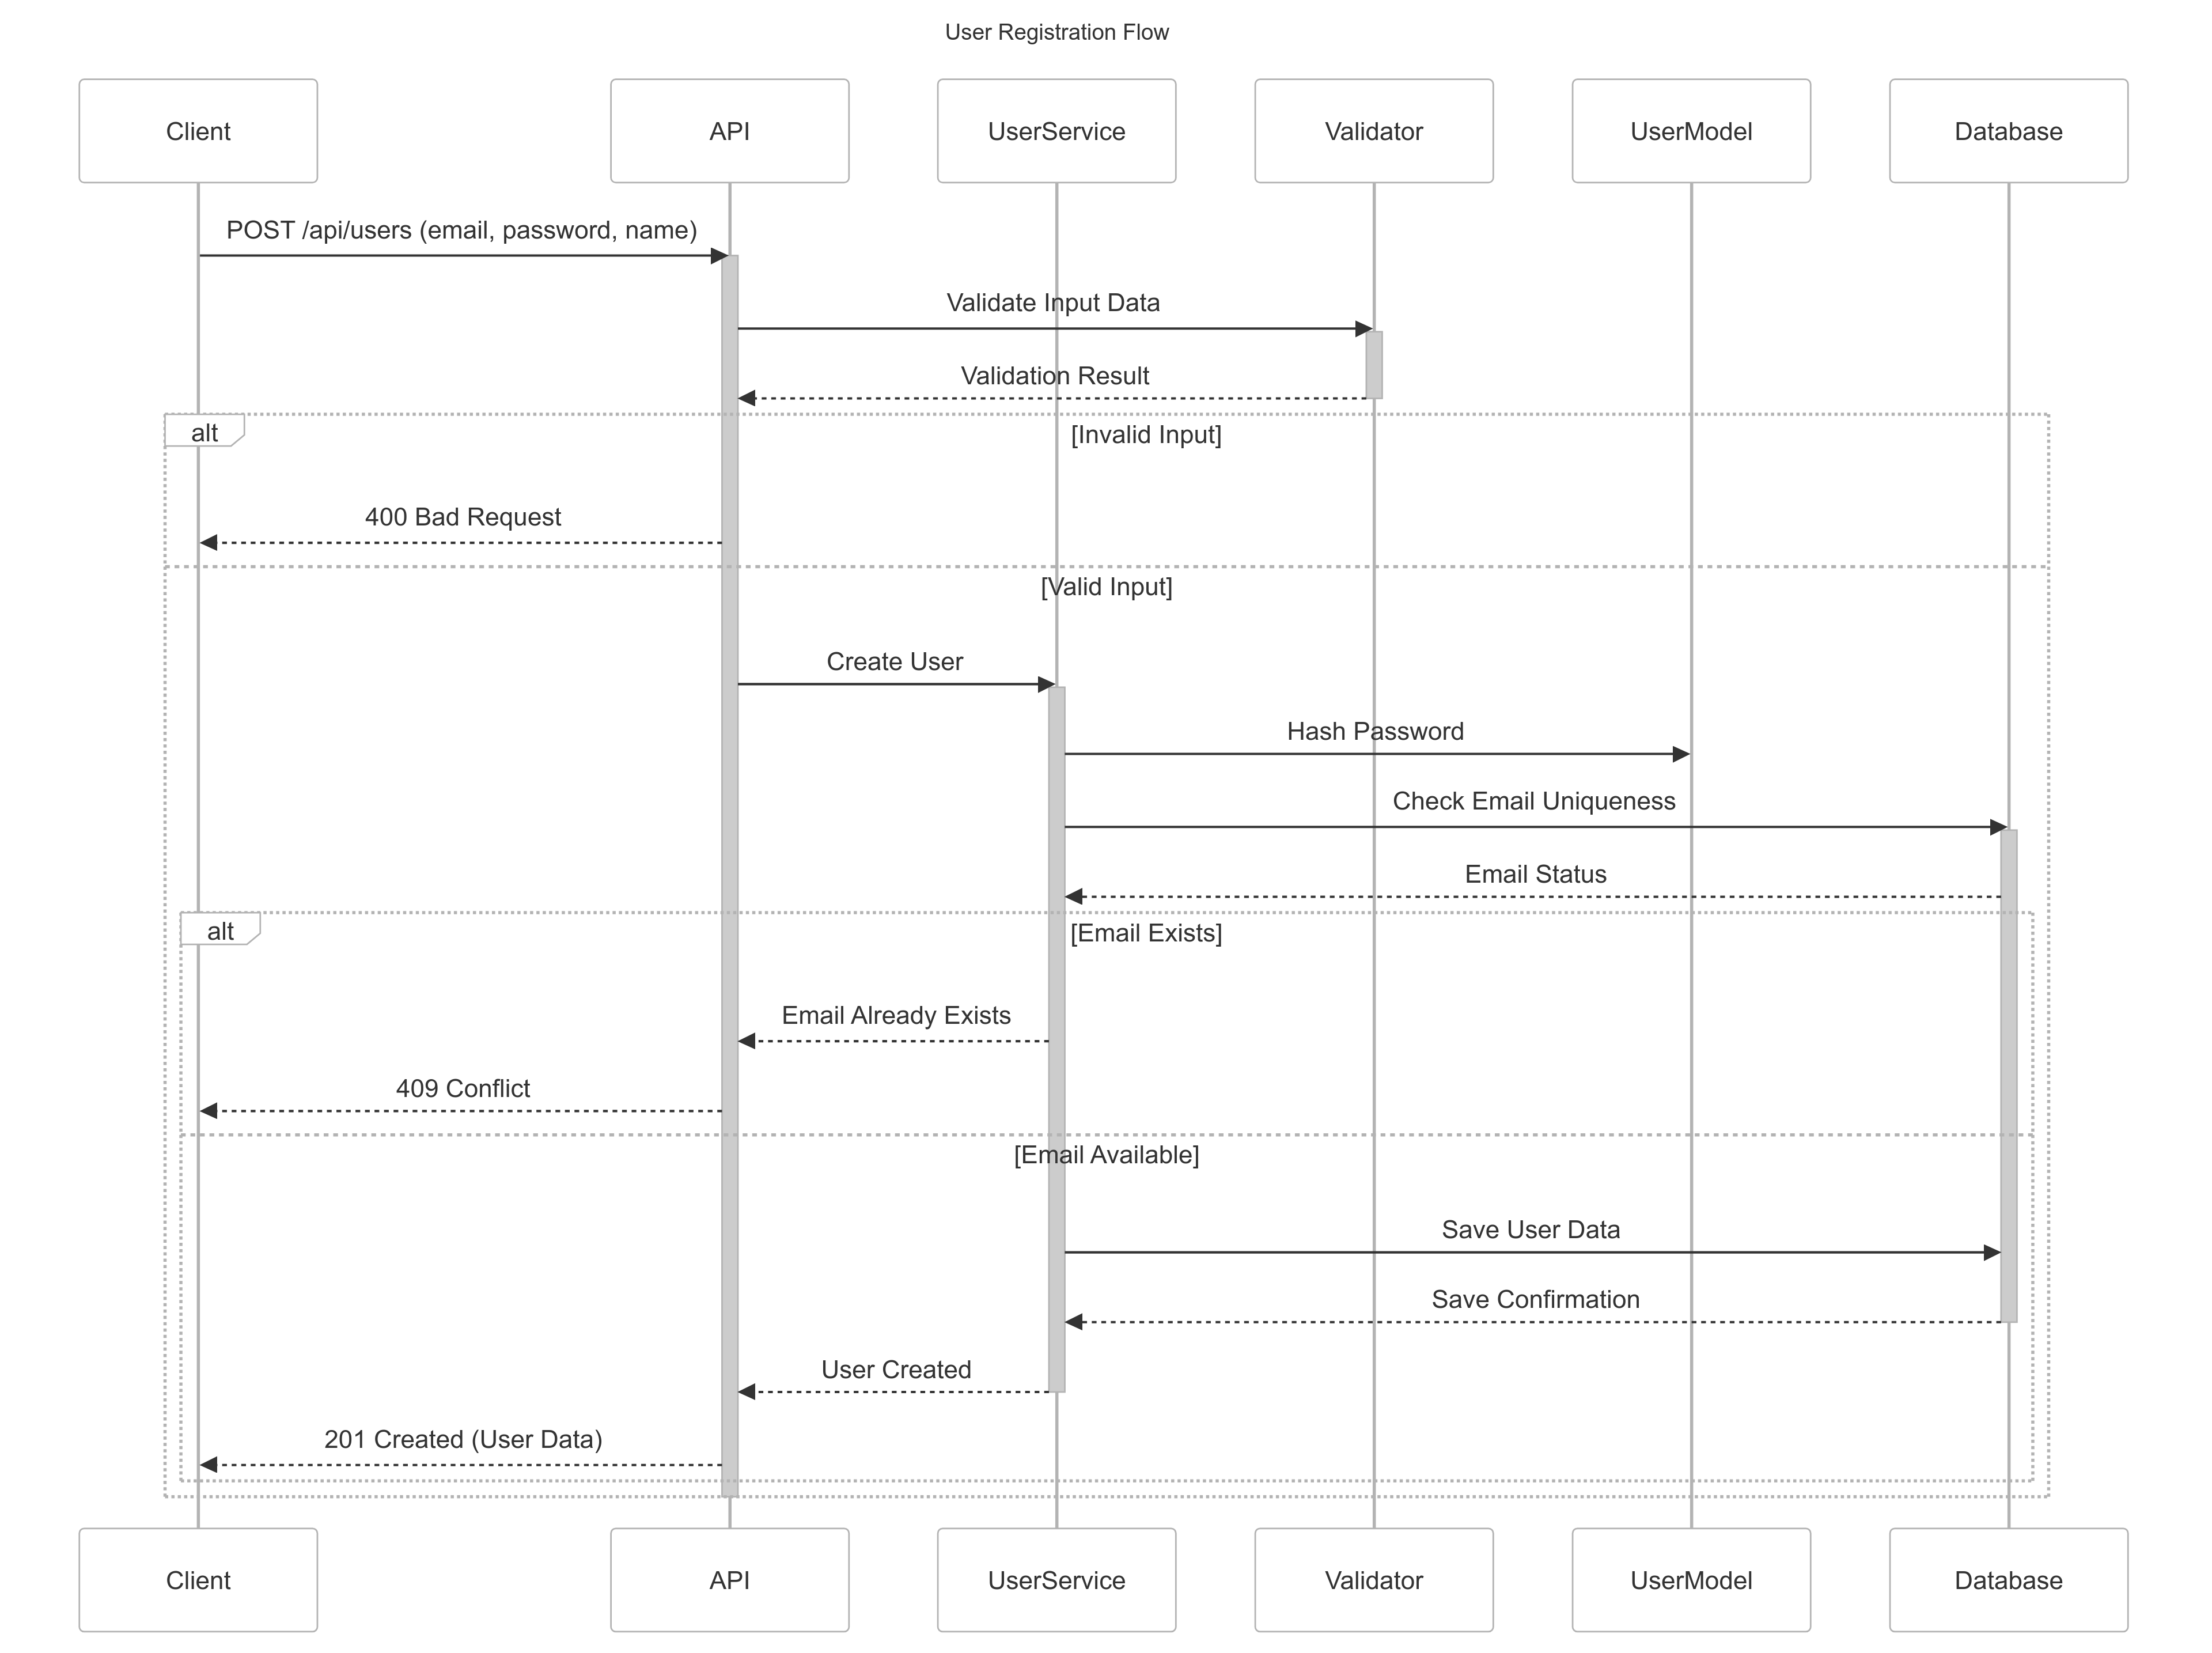 User Registration Flow
Client
API
UserService
Validator
UserModel
Database
POST /api/users (email, password, name)
Validate Input Data
Validation Result
alt
[Invalid Input]
400 Bad Request
[Valid Input]
Create User
Hash Password
Check Email Uniqueness
Email Status
alt
[Email Exists]
Email Already Exists
409 Conflict
[Email Available]
Save User Data
Save Confirmation
User Created
201 Created (User Data)
Client
API
UserService
Validator
UserModel
Database